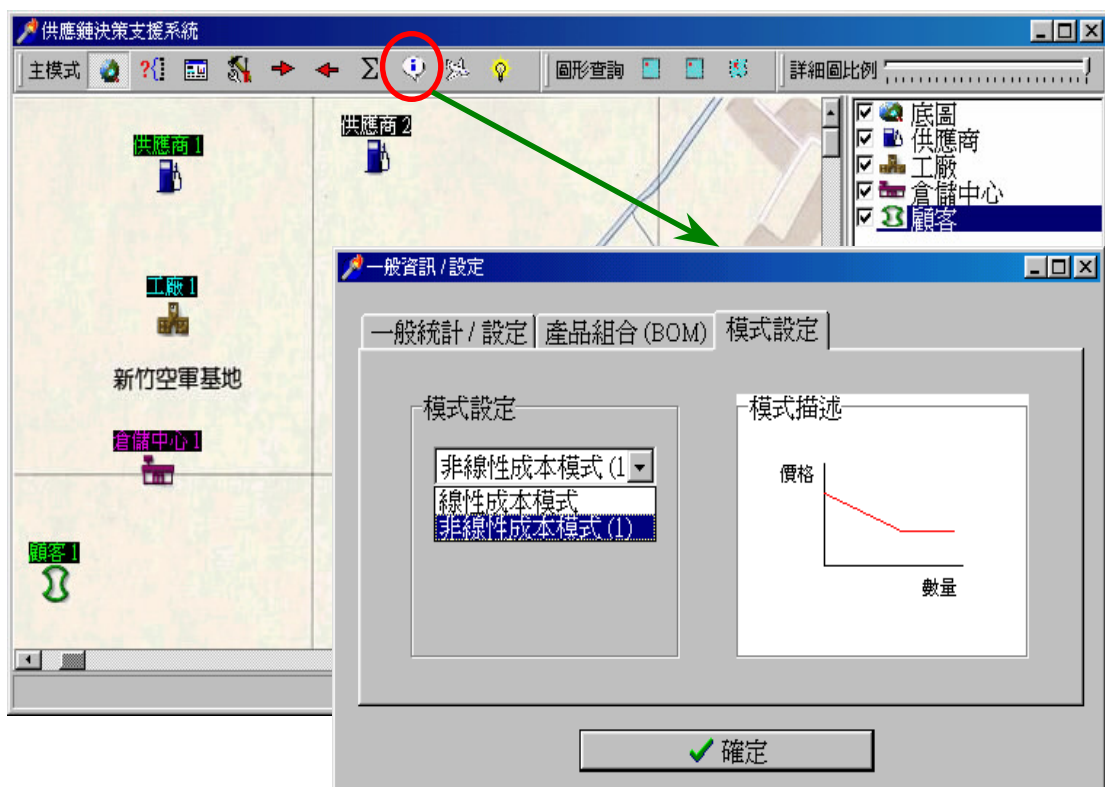 供應鏈決策支援系統
主模式
圖形查詢
詳細圖比例
供應商 1
供應商 2
工廠 1
新竹空軍基地
倉儲中心 1
顧客 1
底圖
供應商
工廠
倉儲中心
顧客
一般資訊 / 設定
一般統計 / 設定
產品組合 (BOM)
模式設定
模式設定
非線性成本模式 (1
線性成本模式
非線性成本模式 (1)
模式描述
價格
數量
確定